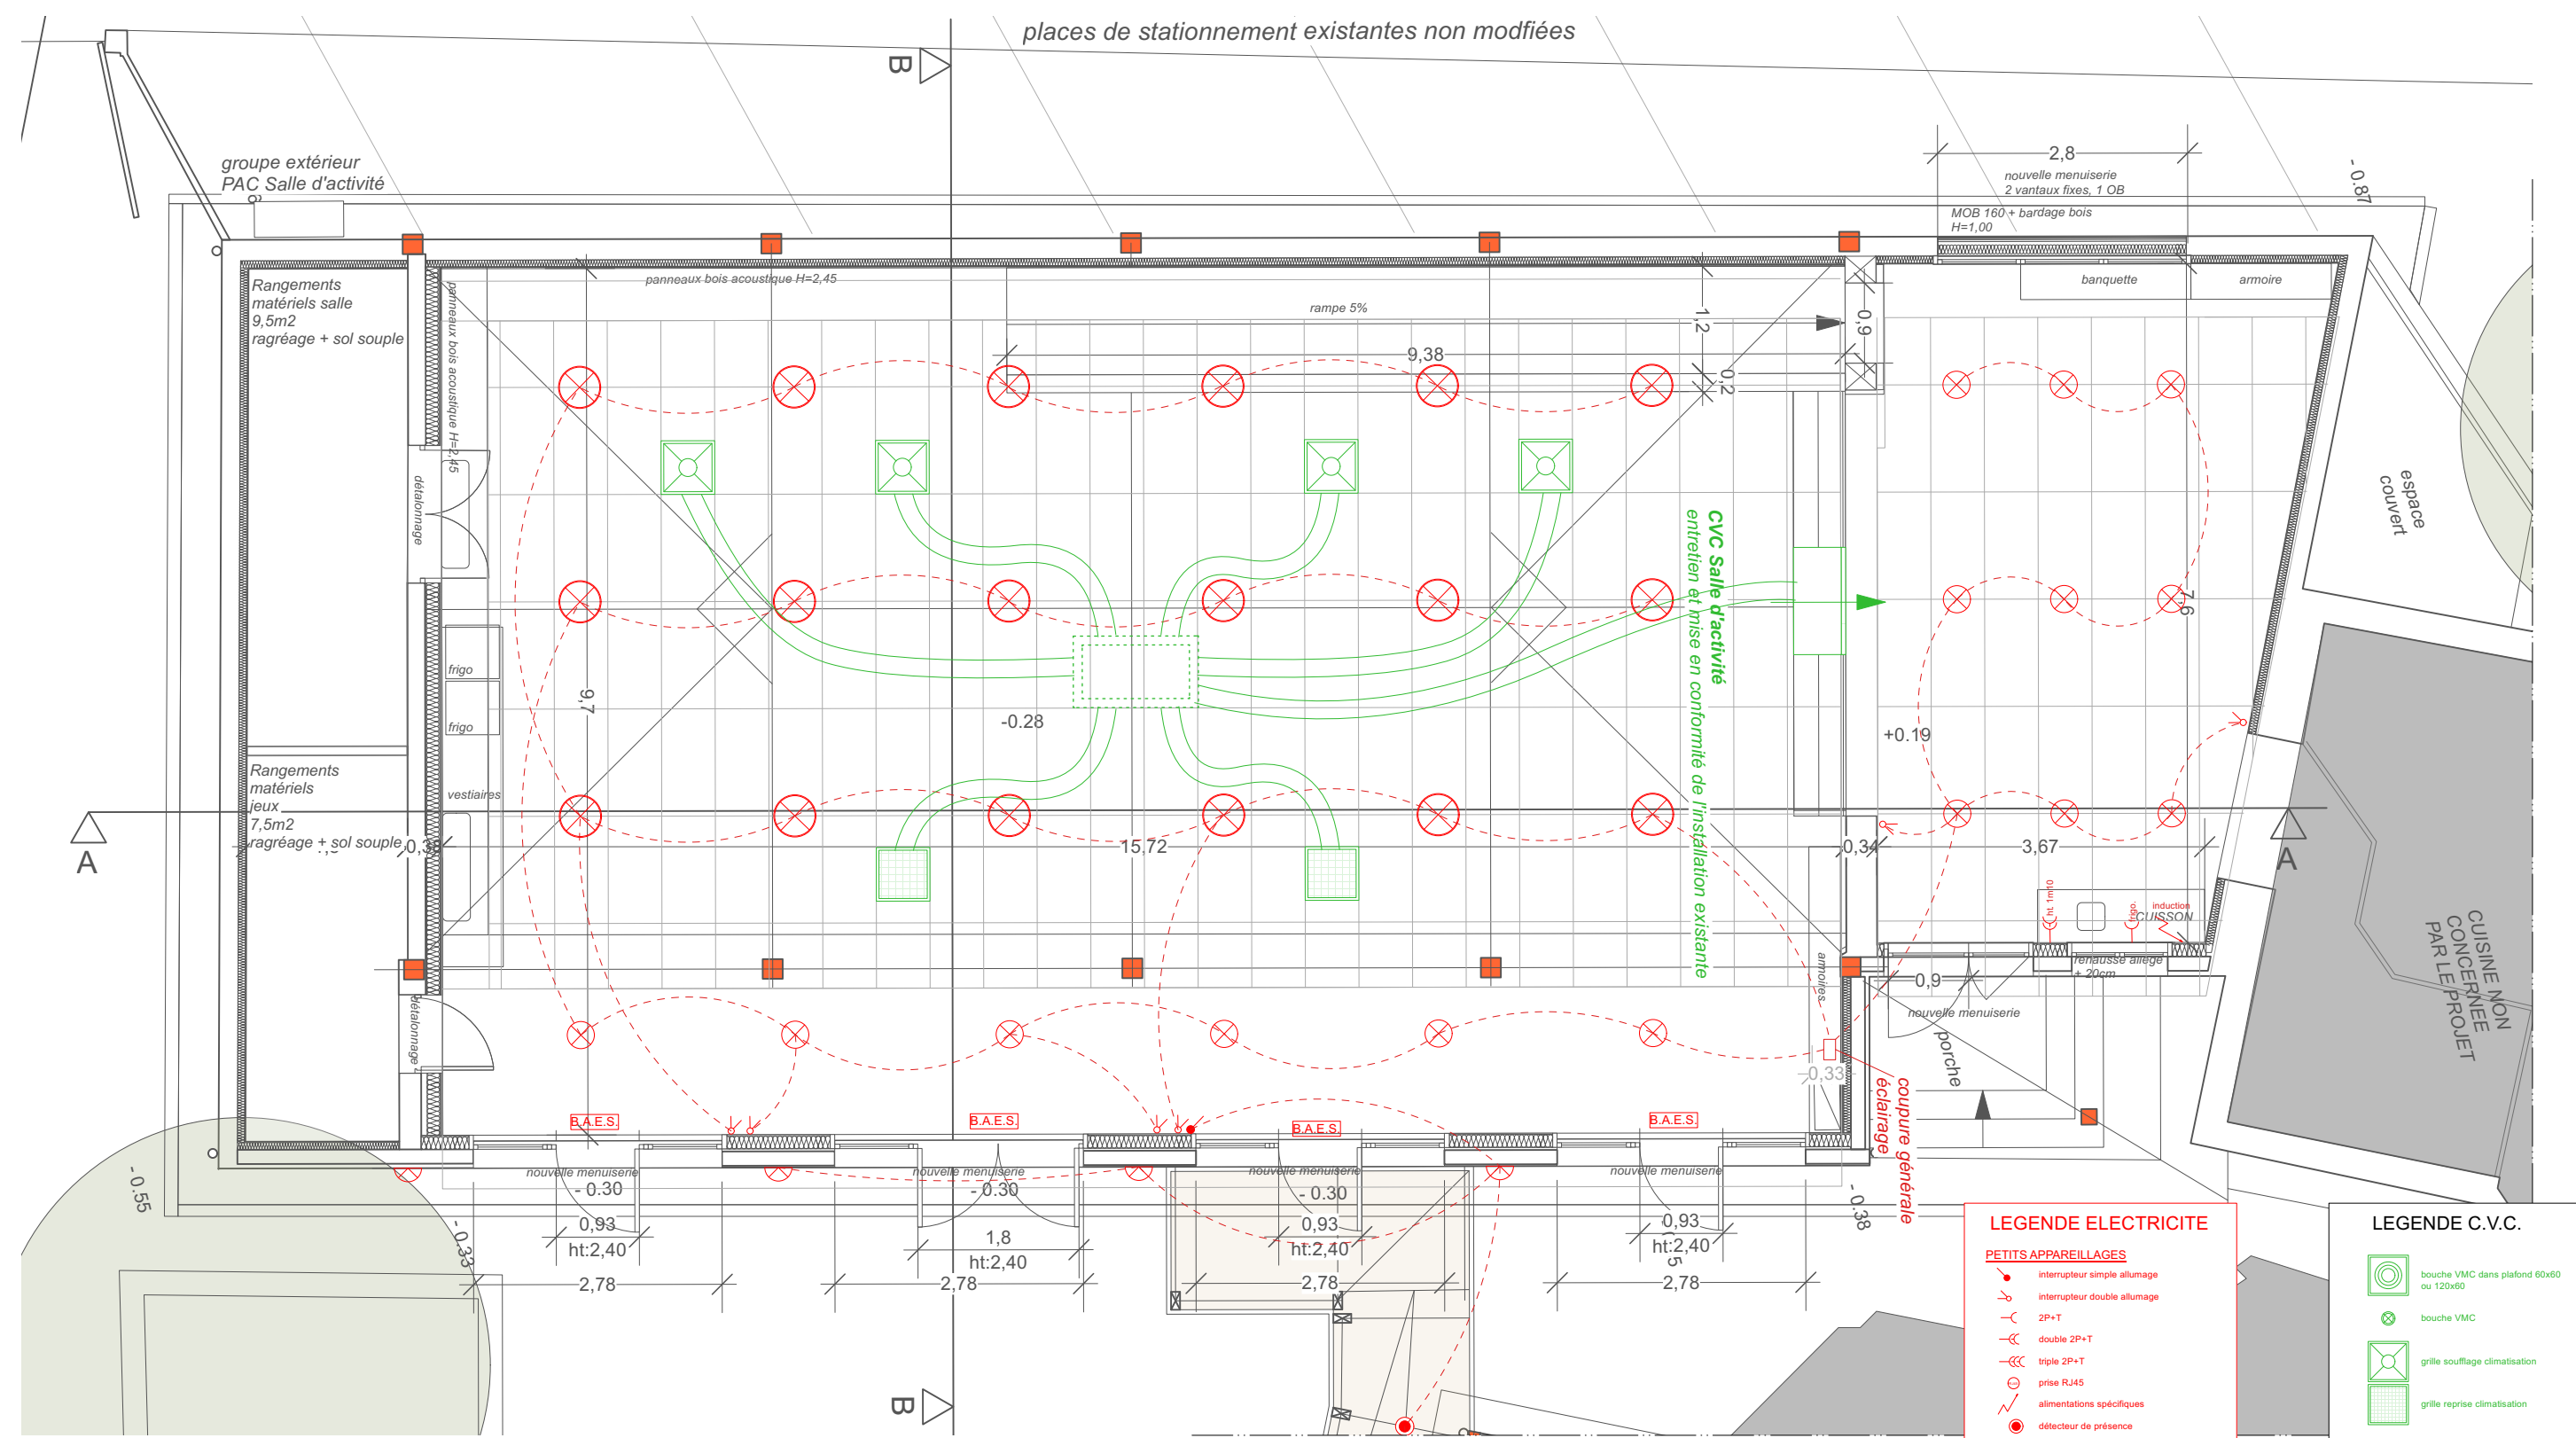 places de stationnement existantes non modfiées
B
groupe extérieur
PAC Salle d'activité
2,8
nouvelle menuiserie
2 vantaux fixes, 1 OB
MOB 160 + bardage bois
H=1,00
- 0.87
Rangements
matériels salle
9,5m2
ragréage + sol souple
panneaux bois acoustique H=2,45
panneaux bois acoustique H=2,45
rampe 5%
1,2
0,9
banquette
armoire
9,38
0,2
détalonnage
espace
couvert
CVC Salle d'activité
entretien et mise en conformité de l'installation existante
7,6
frigo
frigo
9,7
-0.28
+0.19
vestiaires
Rangements
matériels
jeux
7,5m2
ragréage + sol souple
A
A
15,72
0,34
3,67
ht. 1m10
frigo.
induction
CUISSON
rehausse allège
+ 20cm
CUISINE NON
CONCERNEE
PAR LE PROJET
armoires
0,9
nouvelle menuiserie
porche
détalonnage
0,33
coupure générale
éclairage
B.A.E.S.
B.A.E.S.
B.A.E.S.
B.A.E.S.
nouvelle menuiserie
nouvelle menuiserie
nouvelle menuiserie
nouvelle menuiserie
- 0.30
- 0.30
- 0.30
- 0.55
- 0.33
- 0.38
0,93
ht:2,40
1,8
ht:2,40
0,93
ht:2,40
0,93
ht:2,40
2,78
2,78
2,78
2,78
B
LEGENDE ELECTRICITE
PETITS APPAREILLAGES
interrupteur simple allumage
interrupteur double allumage
2P+T
double 2P+T
triple 2P+T
prise RJ45
alimentations spécifiques
détecteur de présence
LEGENDE C.V.C.
bouche VMC dans plafond 60x60
ou 120x60
bouche VMC
grille soufflage climatisation
grille reprise climatisation